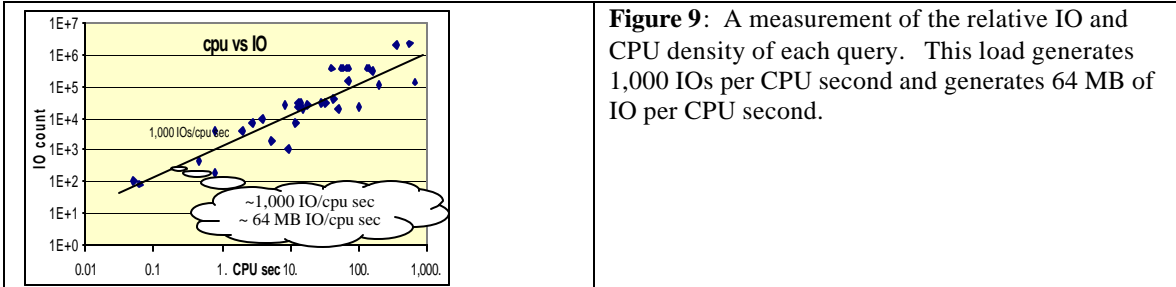 cpu vs IO
1E+7
1E+6
1E+5
1E+4
1E+3
1E+2
1E+1
1E+0
IO count
1,000 IOs/cpu sec
~1,000 IO/cpu sec
~ 64 MB IO/cpu sec
0.01 0.1 1. CPU sec 10. 100. 1,000.
Figure 9: A measurement of the relative IO and
CPU density of each query. This load generates
1,000 IOs per CPU second and generates 64 MB of
IO per CPU second.